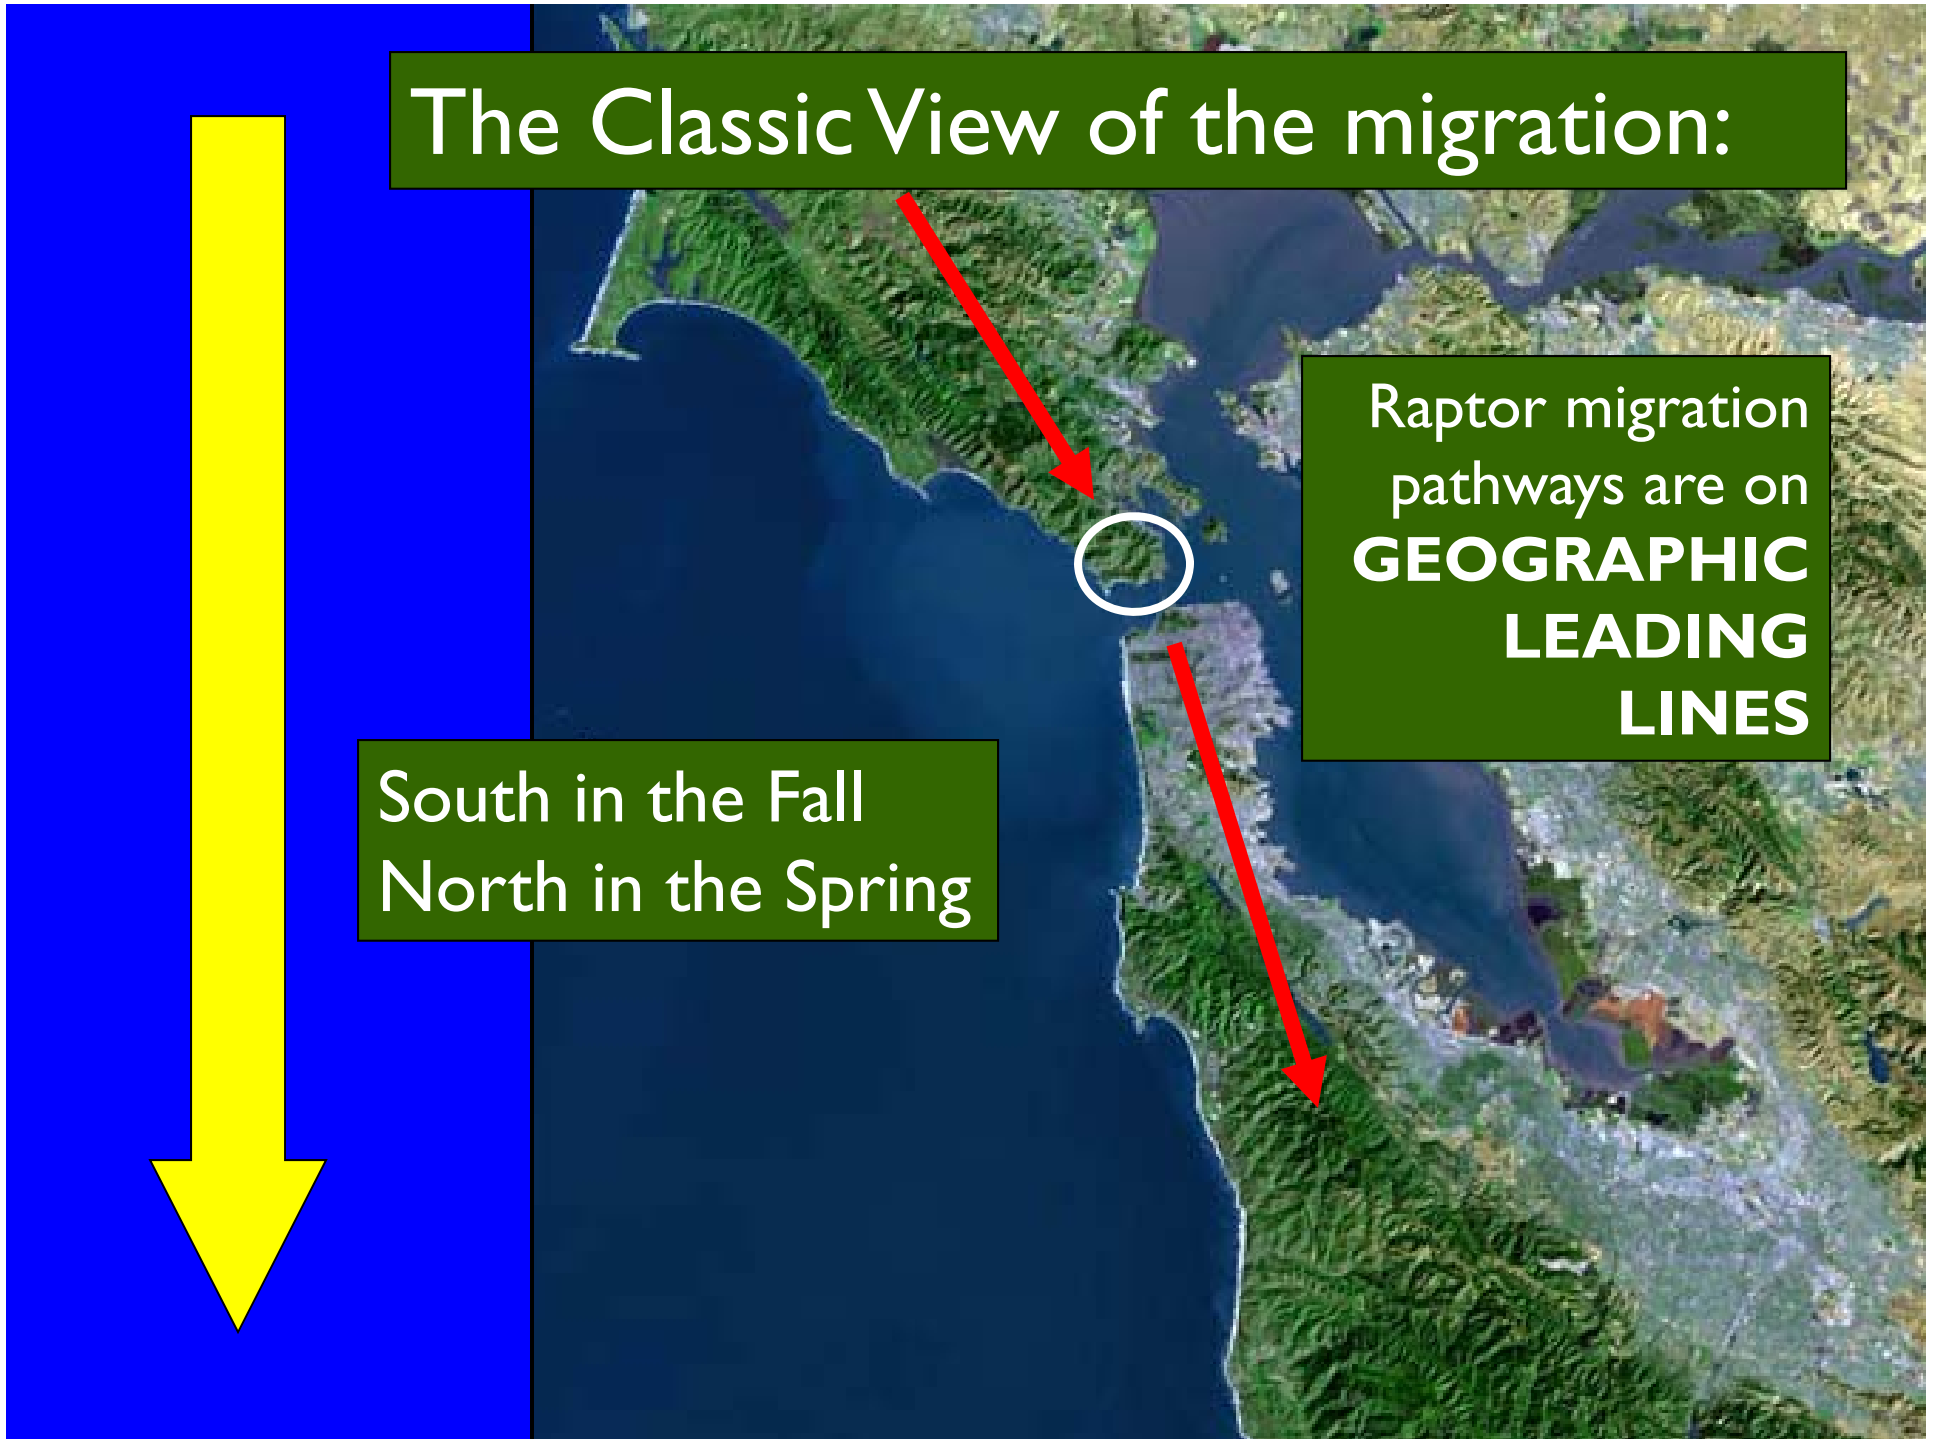 The Classic View of the migration:
Raptor migration
pathways are on
GEOGRAPHIC
LEADING
LINES
South in the Fall
North in the Spring